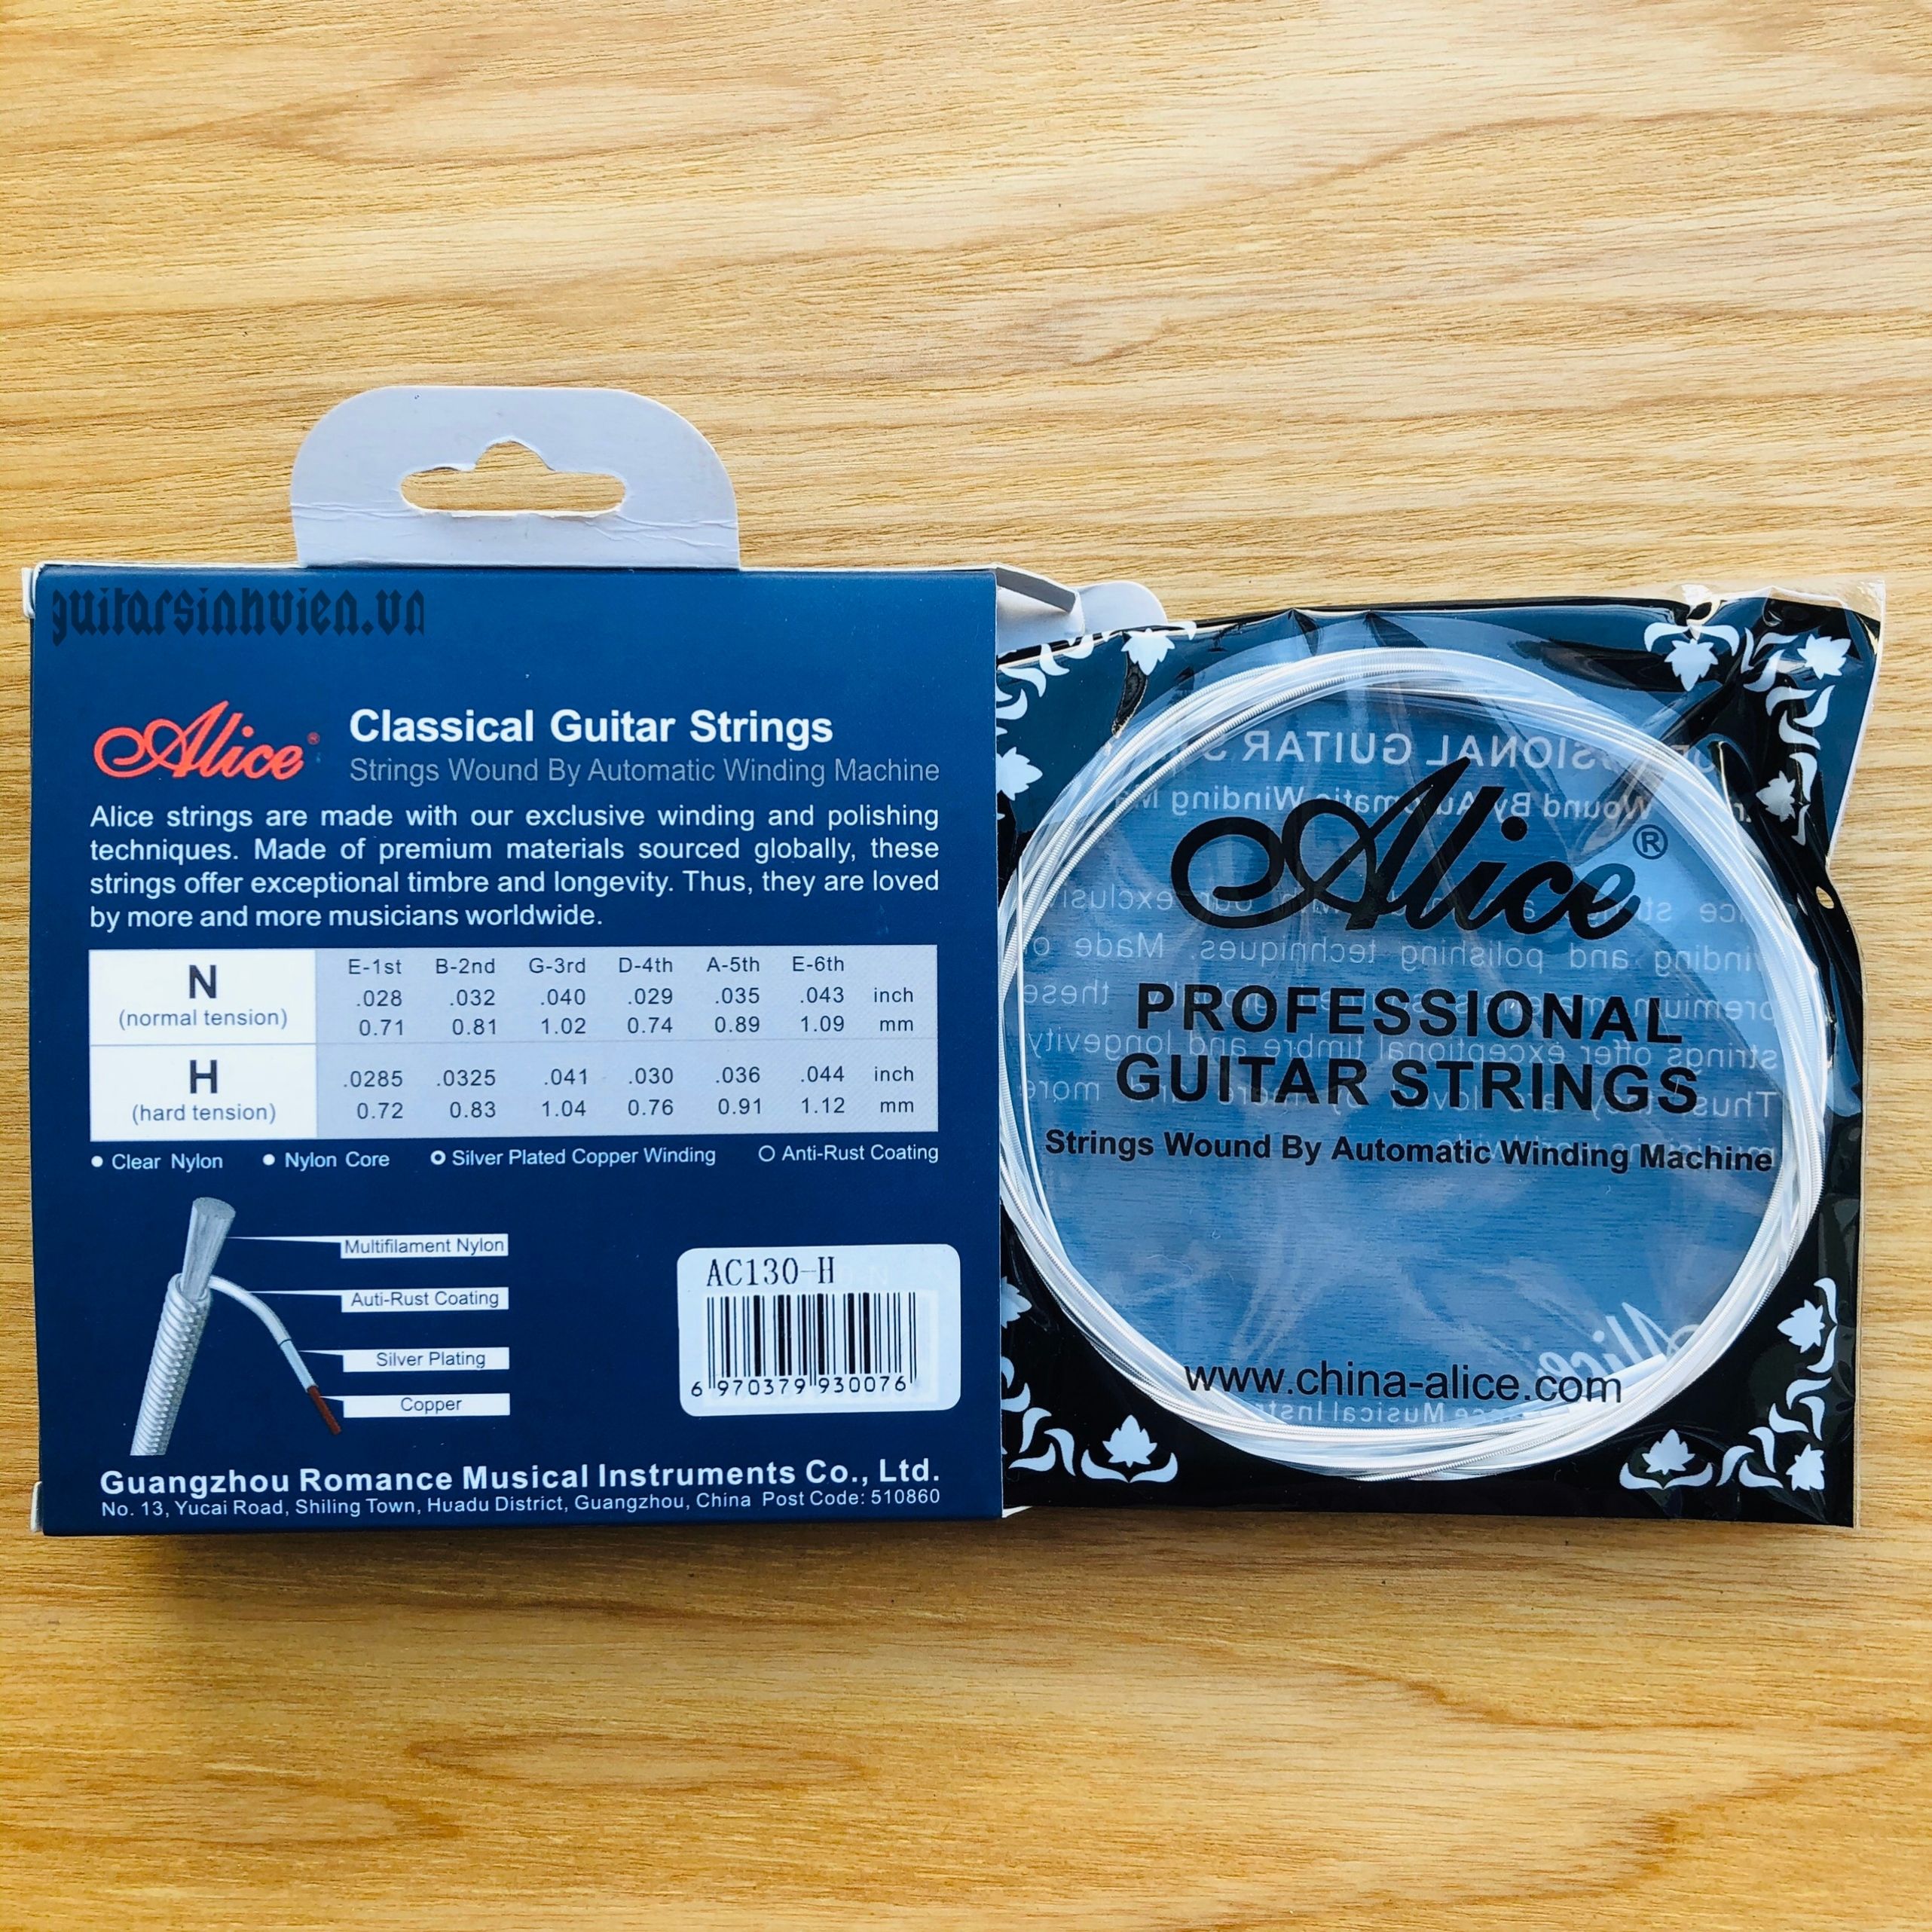 guitarsinhvien.vn
Alice®
Classical Guitar Strings
Strings Wound By Automatic Winding Machine
Alice strings are made with our exclusive winding and polishing
techniques. Made of premium materials sourced globally, these
strings offer exceptional timbre and longevity. Thus, they are loved
by more and more musicians worldwide.
E-1st B-2nd G-3rd D-4th A-5th E-6th
N .028 .032 .040 .029 .035 .043 inch
(normal tension) 0.71 0.81 1.02 0.74 0.89 1.09 mm
H .0285 .0325 .041 .030 .036 .044 inch
(hard tension) 0.72 0.83 1.04 0.76 0.91 1.12 mm
Clear Nylon Nylon Core Silver Plated Copper Winding Anti-Rust Coating
Multifilament Nylon
Auti-Rust Coating
Silver Plating
Copper
AC130-H
6 970379 930076
Guangzhou Romance Musical Instruments Co., Ltd.
No. 13, Yucai Road, Shiling Town, Huadu District, Guangzhou, China Post Code: 510860
Alice®
PROFESSIONAL
GUITAR STRINGS
Strings Wound By Automatic Winding Machine
www.china-alice.com